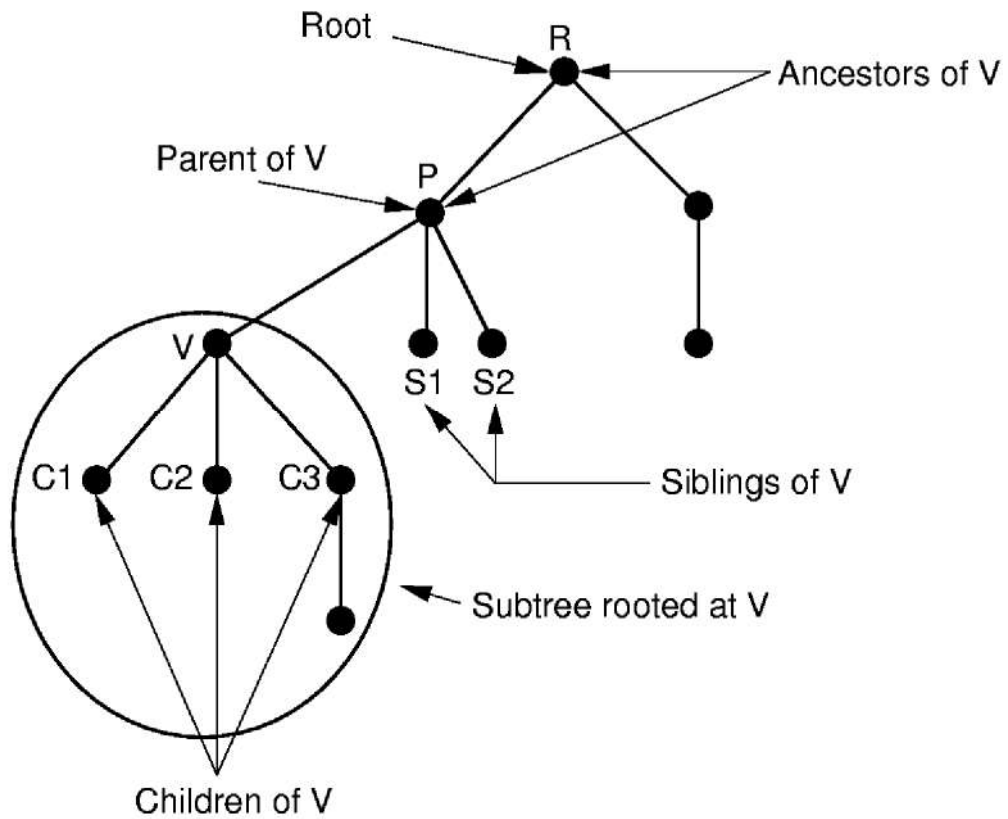 Root
R
Ancestors of V
Parent of V
P
V
S1 S2
C1 C2 C3
Siblings of V
Subtree rooted at V
Children of V